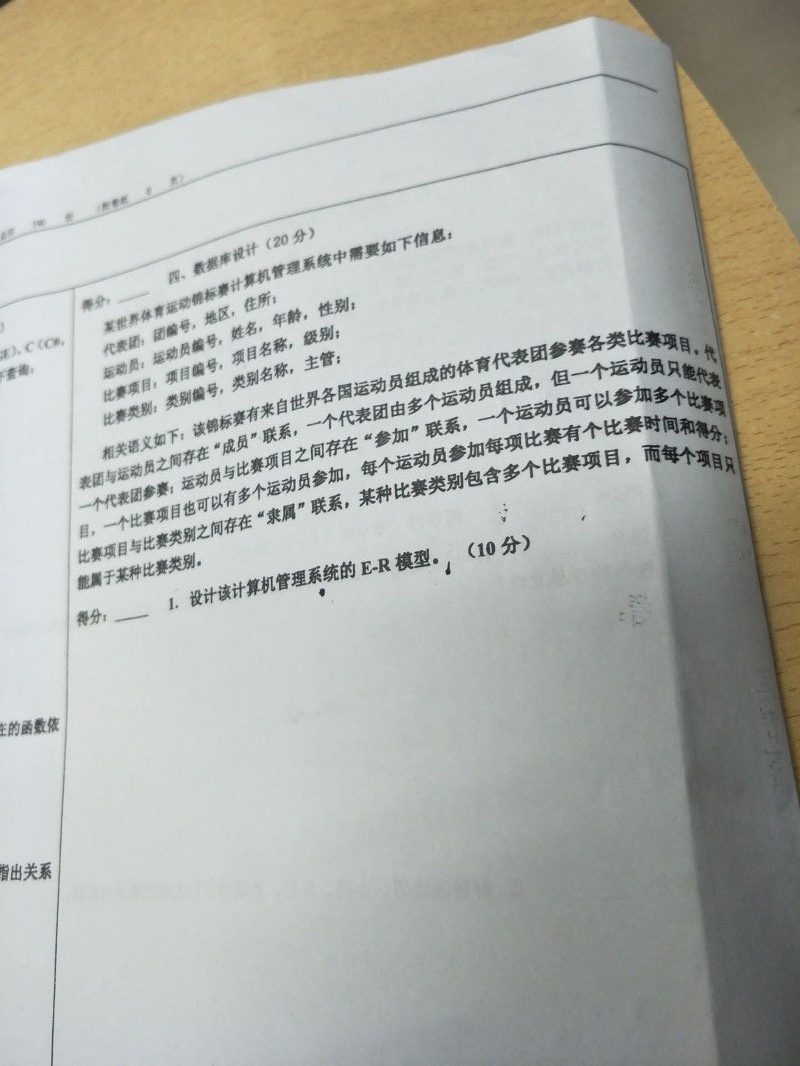 四、数据库设计（20 分）
得分：____
某世界体育运动锦标赛计算机管理系统中需要如下信息：
代表团：团编号，地区，住所；
运动员：运动员编号，姓名，年龄，性别；
比赛项目：项目编号，项目名称，级别；
比赛类别：类别编号，类别名称，主管；
相关语义如下：该锦标赛有来自世界各国运动员组成的体育代表团参赛各类比赛项目，代
表团与运动员之间存在“成员”联系，一个代表团由多个运动员组成，但一个运动员只能代表
一个代表团参赛；运动员与比赛项目之间存在“参加”联系，一个运动员可以参加多个比赛项
目，一个比赛项目也可以有多个运动员参加，每个运动员参加每项比赛有个比赛时间和得分；
比赛项目与比赛类别之间存在“隶属”联系，某种比赛类别包含多个比赛项目，而每个项目只
能属于某种比赛类别。
得分：____ 1. 设计该计算机管理系统的 E-R 模型。（10 分）
在的函数依
指出关系